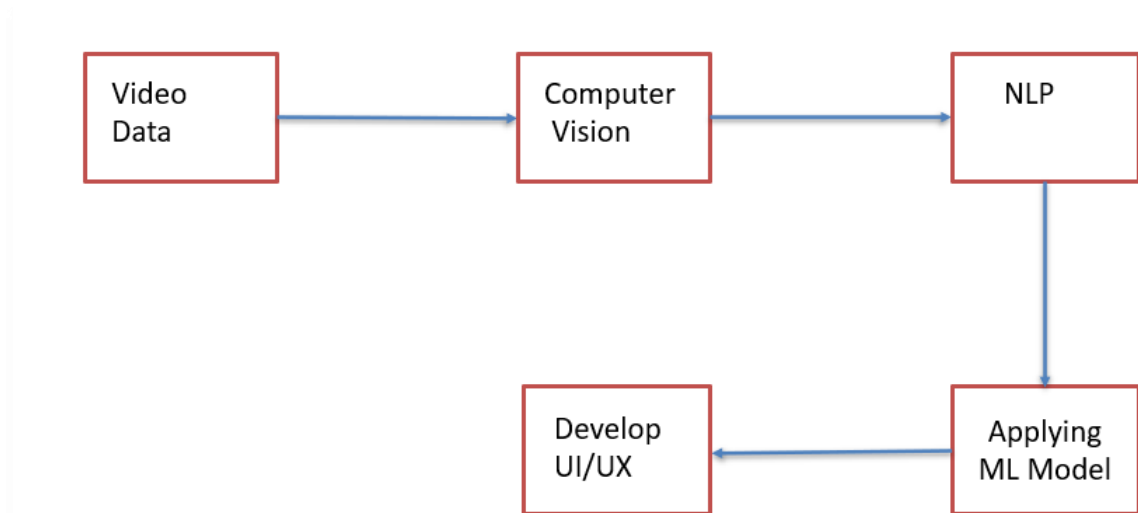 Video
Data
Computer
Vision
NLP
Applying
ML Model
Develop
UI/UX